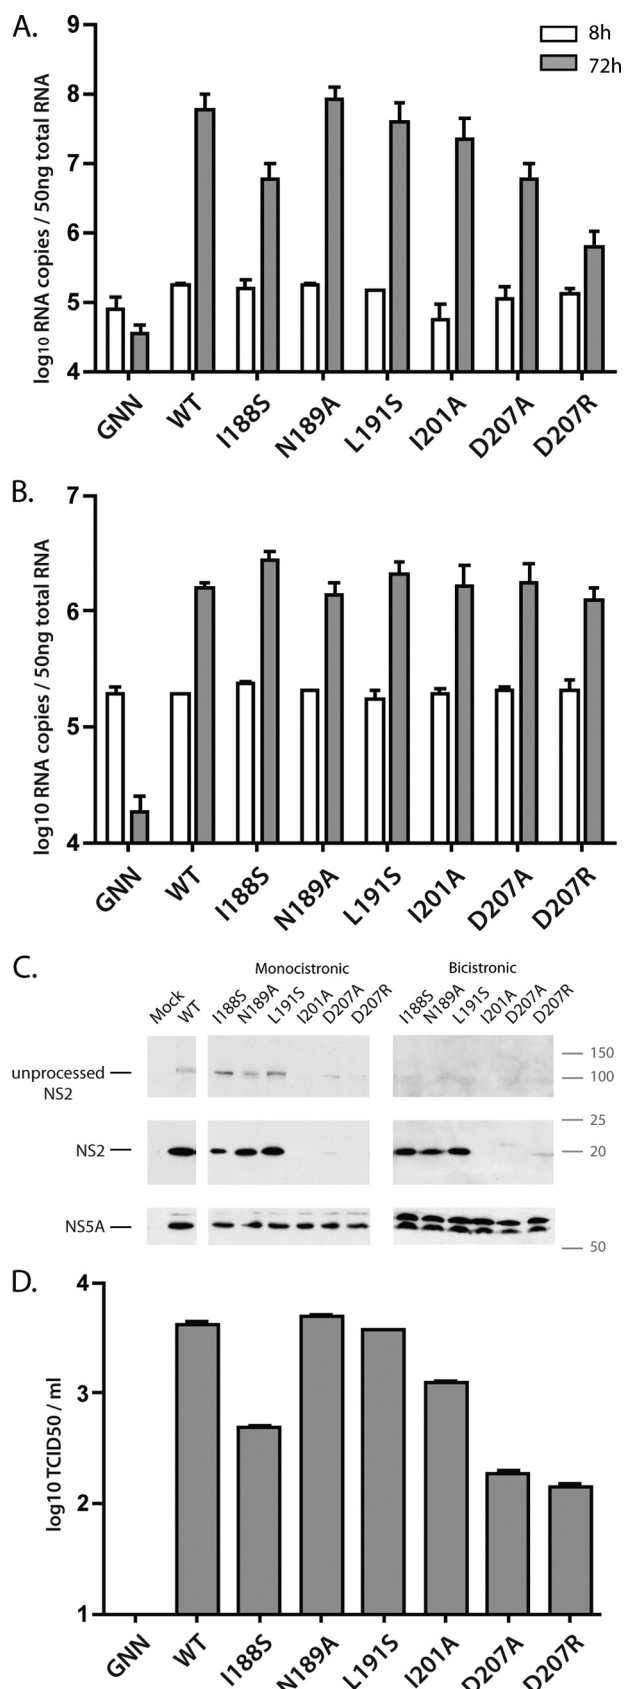 A.
8h
72h
log10 RNA copies / 50ng total RNA
9
8
7
6
5
4
GNN WT I188S N189A L191S I201A D207A D207R
B.
log10 RNA copies / 50ng total RNA
7
6
5
4
GNN WT I188S N189A L191S I201A D207A D207R
C.
Monocistronic Bicistronic
Mock WT I188S N189A L191S I201A D207A D207R I188S N189A L191S I201A D207A D207R
unprocessed
NS2
150
100
25
NS2
20
NS5A
50
D.
log10 TCID50 / ml
4
3
2
1
GNN WT I188S N189A L191S I201A D207A D207R